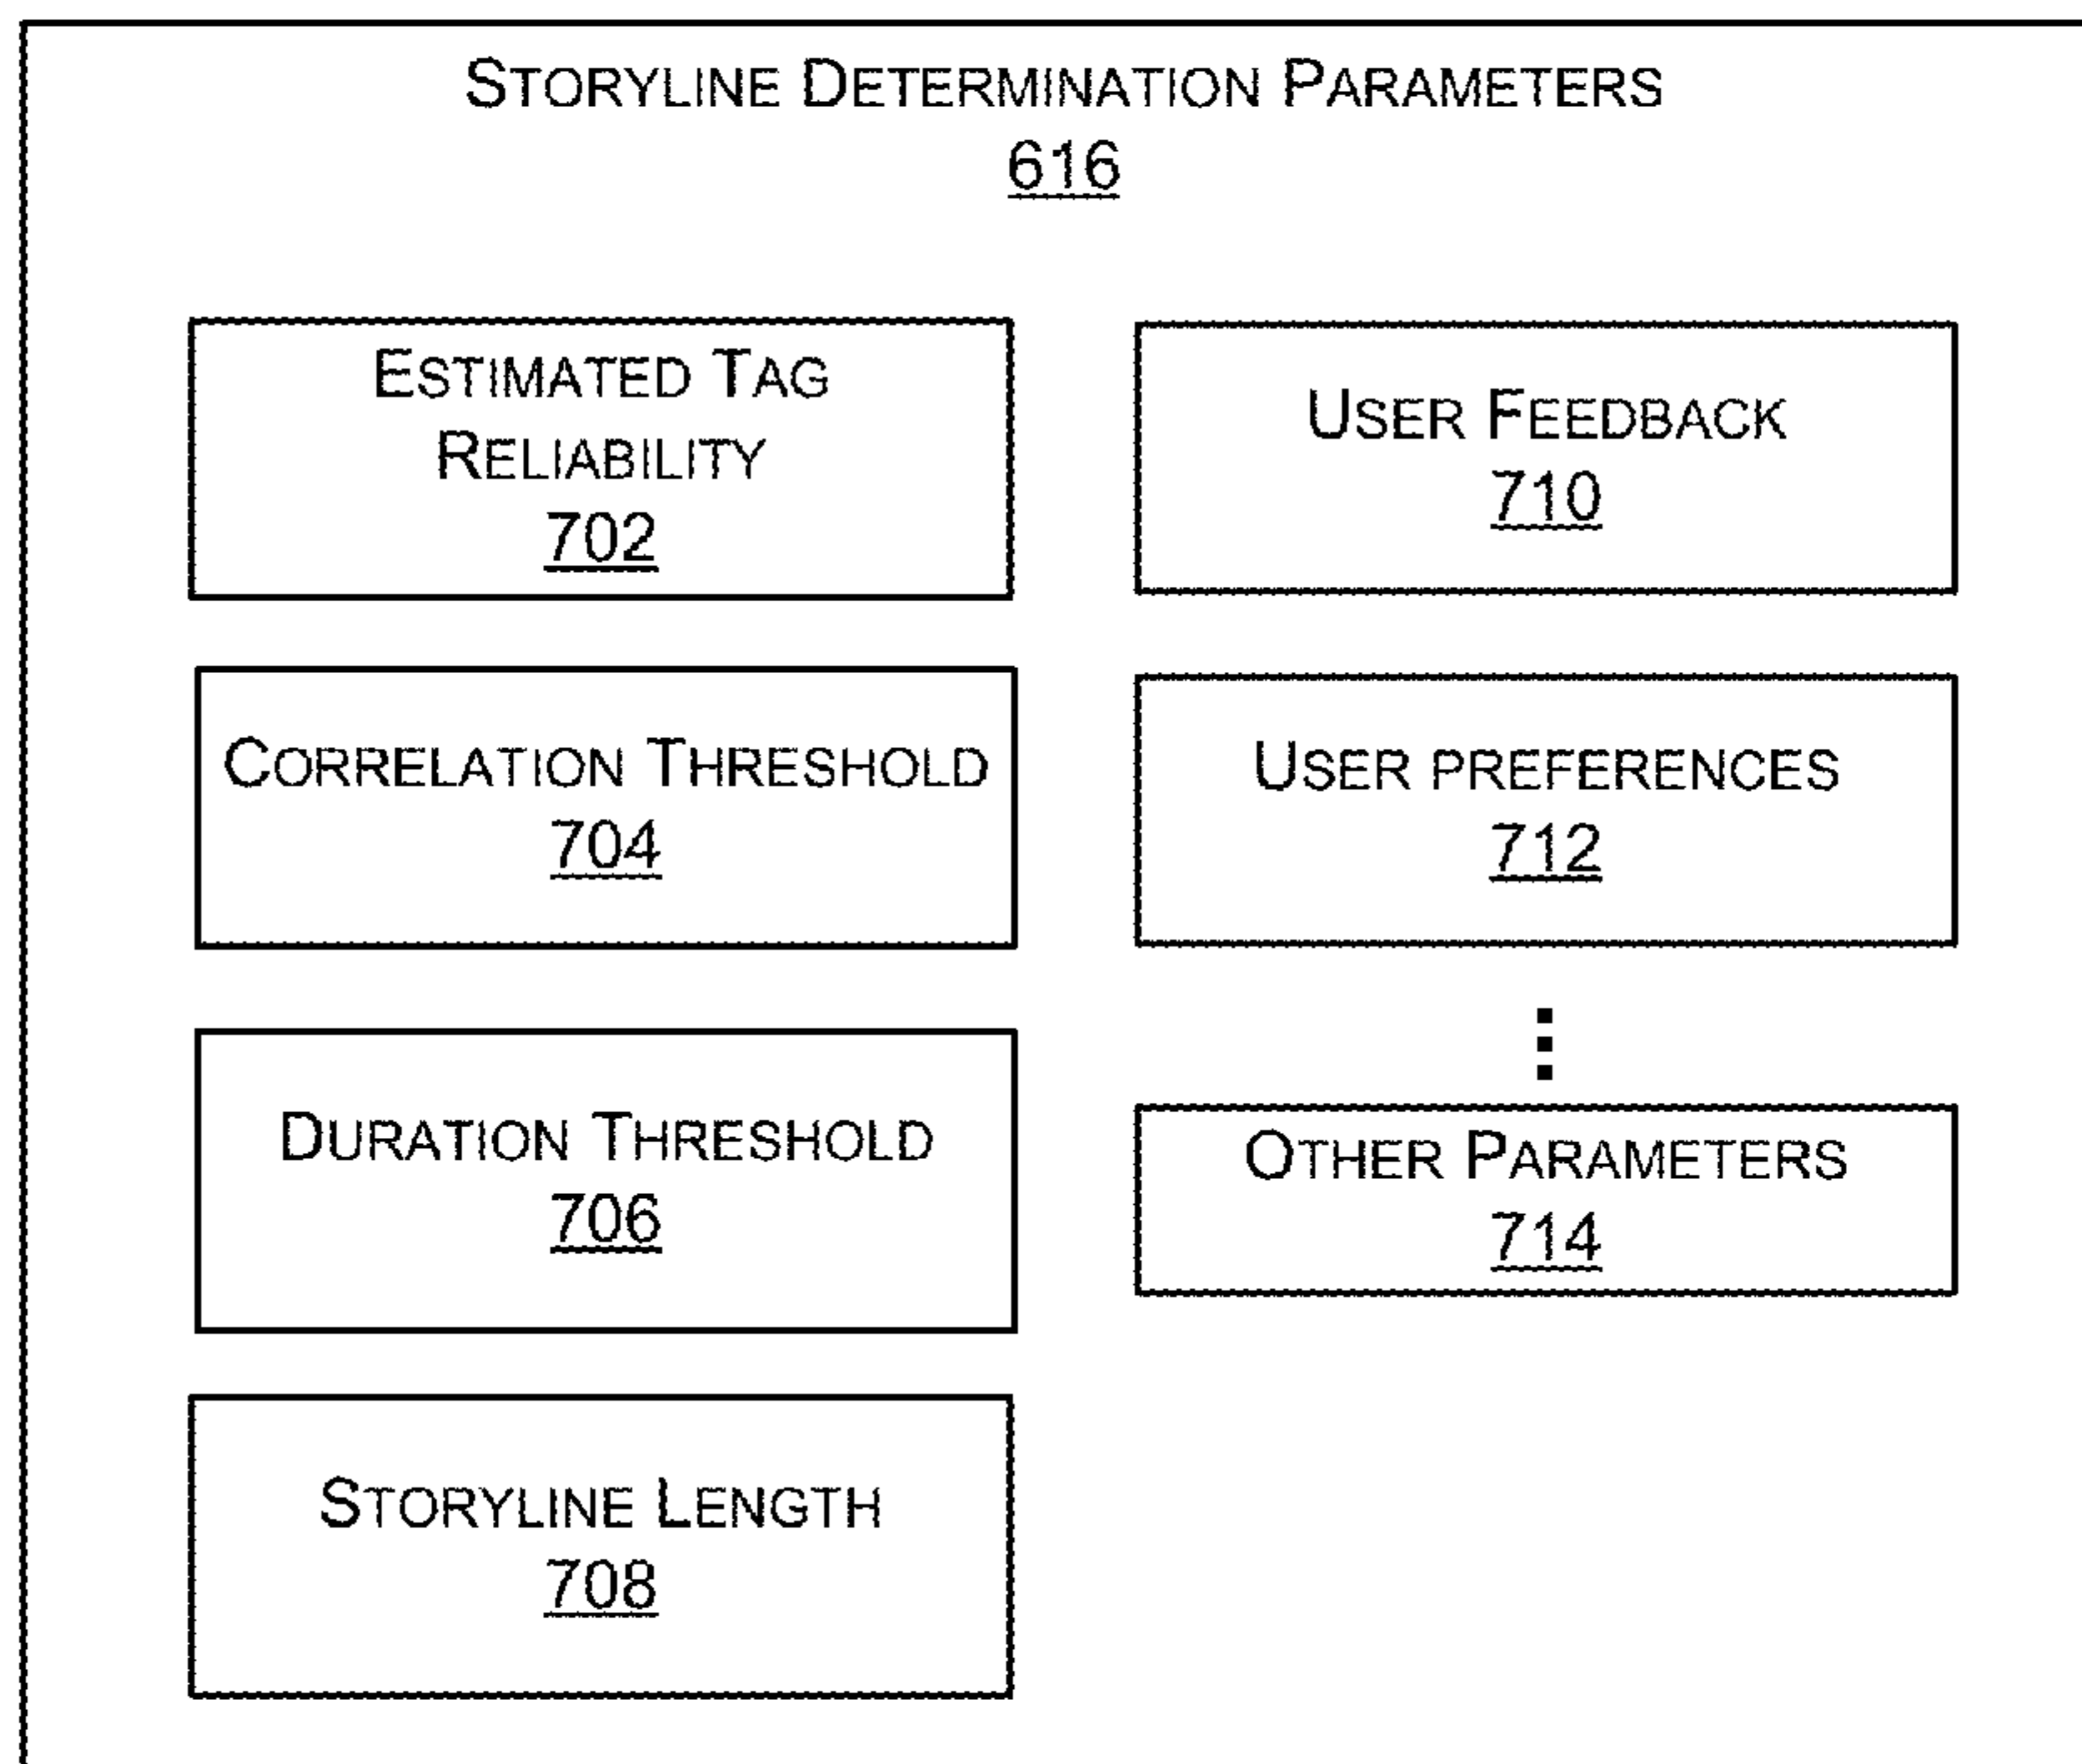 STORYLINE DETERMINATION PARAMETERS
616
ESTIMATED TAG
RELIABILITY
702
CORRELATION THRESHOLD
704
DURATION THRESHOLD
706
STORYLINE LENGTH
708
USER FEEDBACK
710
USER PREFERENCES
712
OTHER PARAMETERS
714